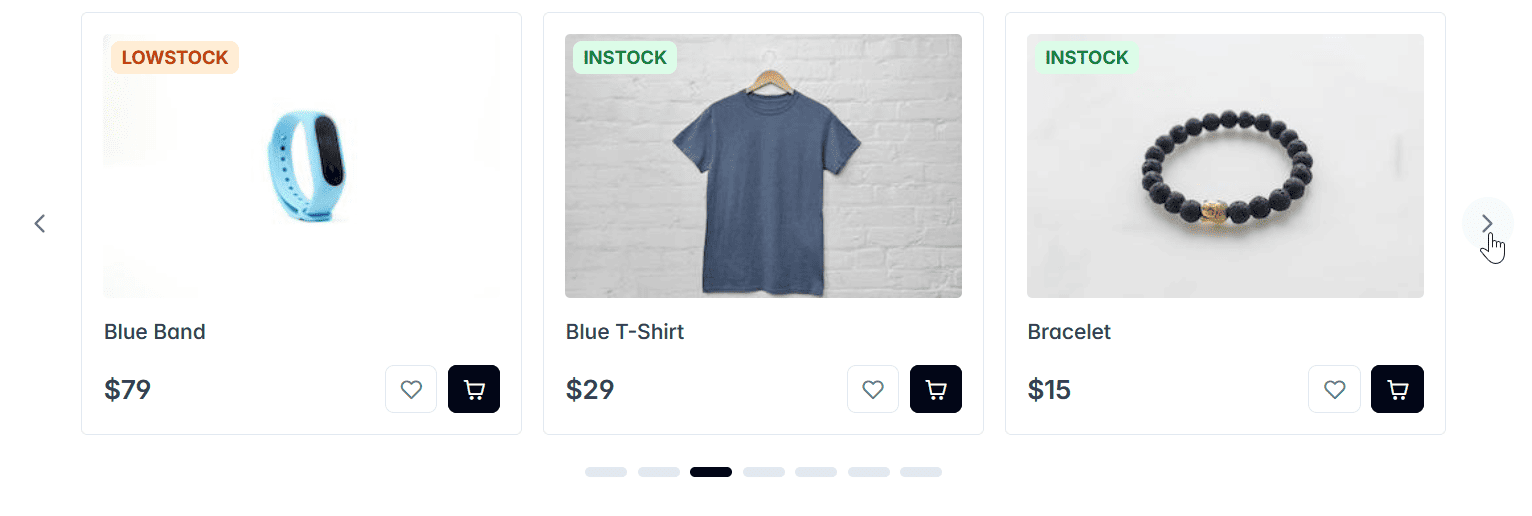 LOWSTOCK
INSTOCK
INSTOCK
Blue Band
Blue T-Shirt
Bracelet
$79
$29
$15